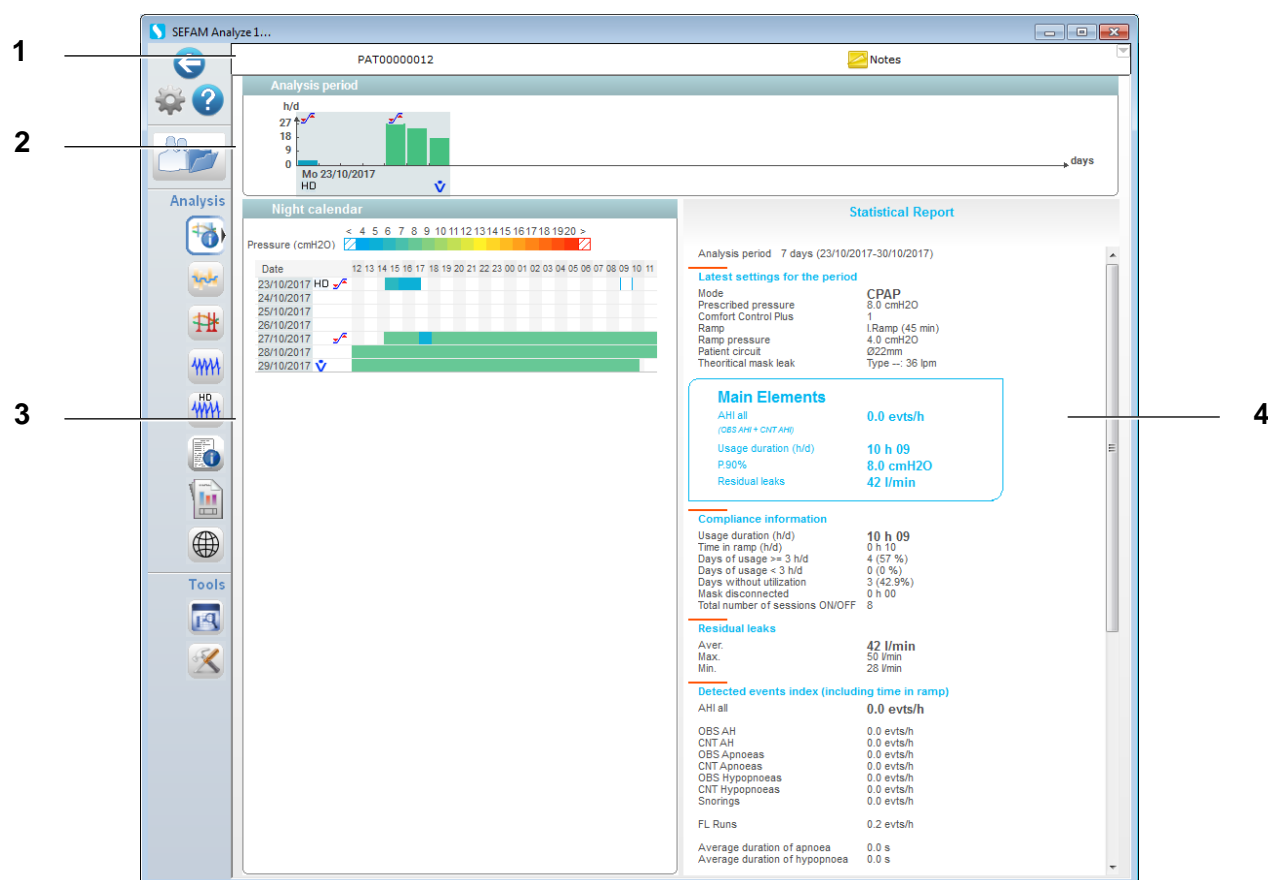 SEFAM Analyze 1...
1
PAT00000012 Notes
Analysis period
h/d
27
18
9
0
days
Mo 23/10/2017
HD
2
Analysis
HD
Tools
3
Night calendar
< 4 5 6 7 8 9 10 11 12 13 14 15 16 17 18 19 20 >
Pressure (cmH2O)
Date 12 13 14 15 16 17 18 19 20 21 22 23 00 01 02 03 04 05 06 07 08 09 10 11
23/10/2017 HD
24/10/2017
25/10/2017
26/10/2017
27/10/2017
28/10/2017
29/10/2017
4
Statistical Report
Analysis period 7 days (23/10/2017-30/10/2017)
Latest settings for the period
Mode CPAP
Prescribed pressure 8.0 cmH2O
Comfort Control Plus 1
Ramp I.Ramp (45 min)
Ramp pressure 4.0 cmH2O
Patient circuit Ø22mm
Theoritical mask leak Type --: 36 lpm
Main Elements
AHI all 0.0 evts/h
(OBS AHI + CNT AHI)
Usage duration (h/d) 10 h 09
P.90% 8.0 cmH2O
Residual leaks 42 l/min
Compliance information
Usage duration (h/d) 10 h 09
Time in ramp (h/d) 0 h 10
Days of usage >= 3 h/d 4 (57 %)
Days of usage < 3 h/d 0 (0 %)
Days without utilization 3 (42.9%)
Mask disconnected 0 h 00
Total number of sessions ON/OFF 8
Residual leaks
Aver. 42 l/min
Max. 50 l/min
Min. 28 l/min
Detected events index (including time in ramp)
AHI all 0.0 evts/h
OBS AH 0.0 evts/h
CNT AH 0.0 evts/h
OBS Apnoeas 0.0 evts/h
CNT Apnoeas 0.0 evts/h
OBS Hypopnoeas 0.0 evts/h
CNT Hypopnoeas 0.0 evts/h
Snorings 0.0 evts/h
FL Runs 0.2 evts/h
Average duration of apnoea 0.0 s
Average duration of hypopnoea 0.0 s